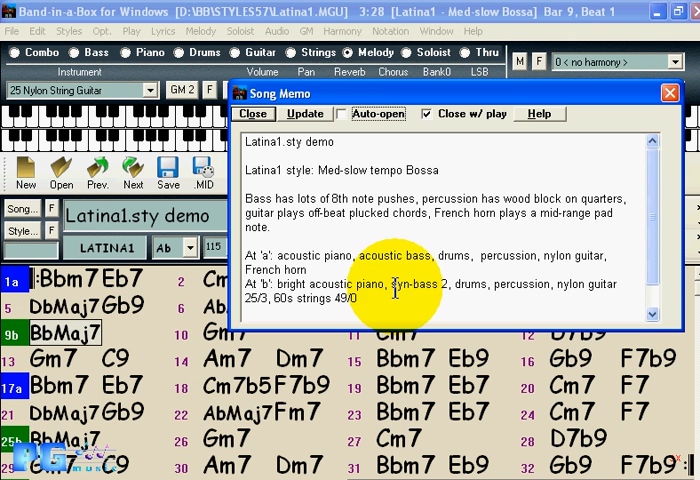 Band-in-a-Box for Windows [D:\BB\STYLES57\Latina1.MGU] 3:28 [Latina1 - Med-slow Bossa] Bar 9, Beat 1
File Edit Styles Opt. Play Melody Soloist Audio GM Harmony Notation Window Help
Combo Bass Piano Drums Guitar Strings Melody Soloist Thru
Instrument Volume Pan Reverb Chorus Bank0 LSB
M F 0 < no harmony >
25 Nylon String Guitar GM 2 F
Song Memo
Close Update Auto-open Close w/ play Help
Latina1.sty demo
Latina1 style: Med-slow tempo Bossa
Bass has lots of 8th note pushes, percussion has wood block on quarters,
guitar plays off-beat plucked chords, French horn plays a mid-range pad
note.
At 'a': acoustic piano, acoustic bass, drums, percussion, nylon guitar,
French horn
At 'b': bright acoustic piano, syn-bass 2, drums, percussion, nylon guitar
25/3, 60s strings 49/0
New Open Prev. Next Save .MID
Song... F Latina1.sty demo
Style... F LATINA1 Ab 115
1a Bbm7 Eb7 2
5 DbMaj7 Gb9 6
9b BbMaj7 10 Gm7 11 Cm7 12
13 Gm7 C9 14 Am7 Dm7 15 Bbm7 Eb9 16 Gb9 F7b9
17a Bbm7 Eb7 18 Cm7b5 F7b9 19 Bbm7 Eb9 20 Cm7 F7
21 DbMaj7 Gb9 22 AbMaj7 Fm7 23 Bbm7 Eb9 24 Cm7 F7
25b BbMaj7 26 Gm7 27 Cm7 28 D7b9
29 Gm7 C9 30 Am7 Dm7 31 Bbm7 Eb9 32 Gb9 F7b9
PG music